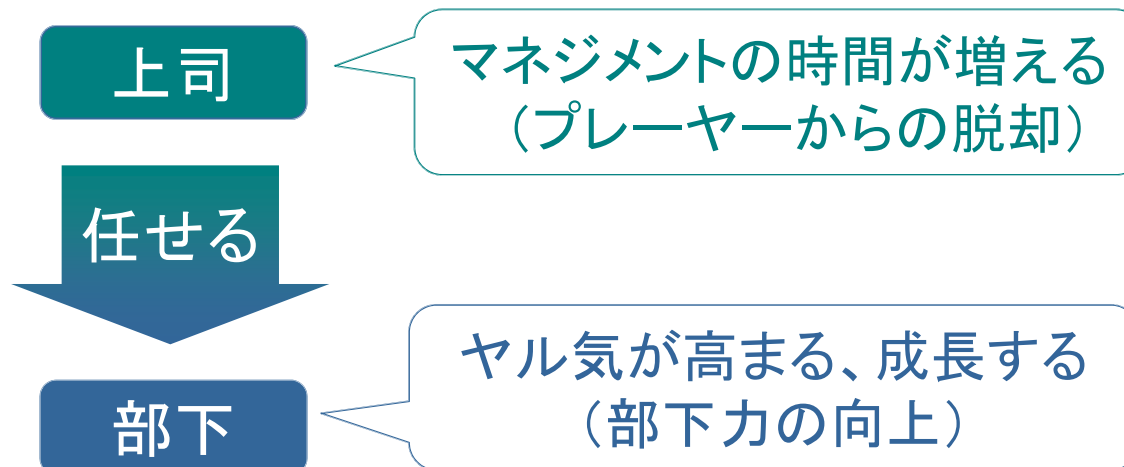 上司
マネジメントの時間が増える
（プレーヤーからの脱却）
任せる
ヤル気が高まる、成長する
（部下力の向上）
部下